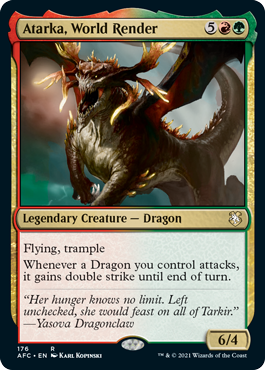 Atarka, World Render 5
Legendary Creature — Dragon
Flying, trample
Whenever a Dragon you control attacks,
it gains double strike until end of turn.
“Her hunger knows no limit. Left
unchecked, she would feast on all of Tarkir.”
—Yasova Dragonclaw
6/4
176 R
AFC • EN Karl Kopinski ™ & © 2021 Wizards of the Coast